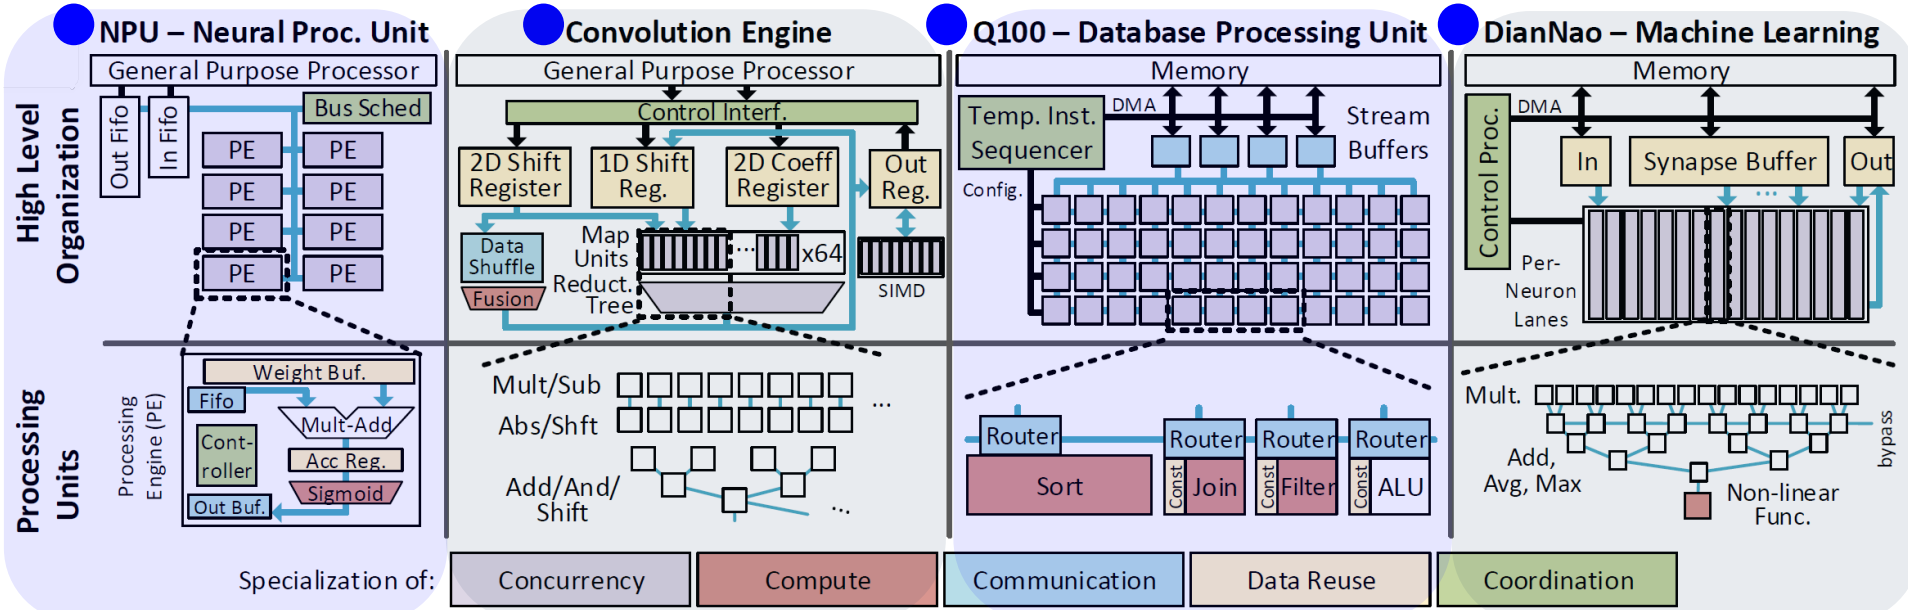 NPU – Neural Proc. Unit
Convolution Engine
Q100 – Database Processing Unit
DianNao – Machine Learning
High Level
Organization
General Purpose Processor
Out Fifo
In Fifo
Bus Sched
PE
PE
PE
PE
PE
PE
PE
PE
General Purpose Processor
Control Interf.
2D Shift
Register
1D Shift
Reg.
2D Coeff
Register
Out
Reg.
Data
Shuffle
Fusion
Map
Units
Reduct.
Tree
...
x64
SIMD
Memory
Temp. Inst.
Sequencer
DMA
Stream
Buffers
Config.
Memory
Control Proc.
DMA
In
Synapse Buffer
Out
...
Per-
Neuron
Lanes
Processing
Units
Processing
Engine (PE)
Weight Buf.
Fifo
Mult-Add
Cont-
roller
Acc Reg.
Sigmoid
Out Buf.
Mult/Sub
Abs/Shft
...
Add/And/
Shift
...
Router
Sort
Router
Const
Join
Router
Const
Filter
Router
Const
ALU
Mult.
Add,
Avg, Max
bypass
Non-linear
Func.
Specialization of:
Concurrency
Compute
Communication
Data Reuse
Coordination